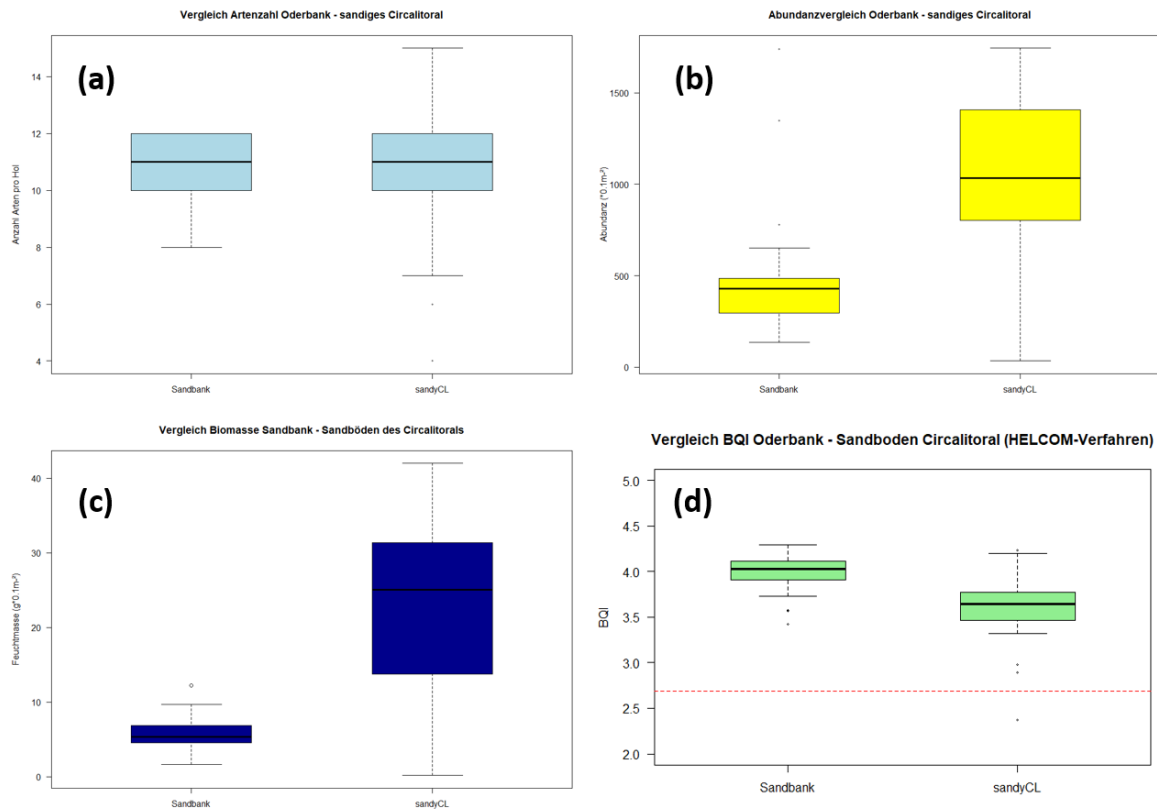 Vergleich Artenzahl Oderbank - sandiges Circalitoral
(a)
Anzahl Arten pro Hol
14
12
10
8
6
4
Sandbank
sandyCL
Abundanzvergleich Oderbank - sandiges Circalitoral
(b)
Abundanz (*0.1m-²)
1500
1000
500
0
Sandbank
sandyCL
Vergleich Biomasse Sandbank - Sandböden des Circalitorals
(c)
Feuchtmasse (g*0.1m-²)
40
30
20
10
0
Sandbank
sandyCL
Vergleich BQI Oderbank - Sandboden Circalitoral (HELCOM-Verfahren)
(d)
BQI
5.0
4.5
4.0
3.5
3.0
2.5
2.0
Sandbank
sandyCL